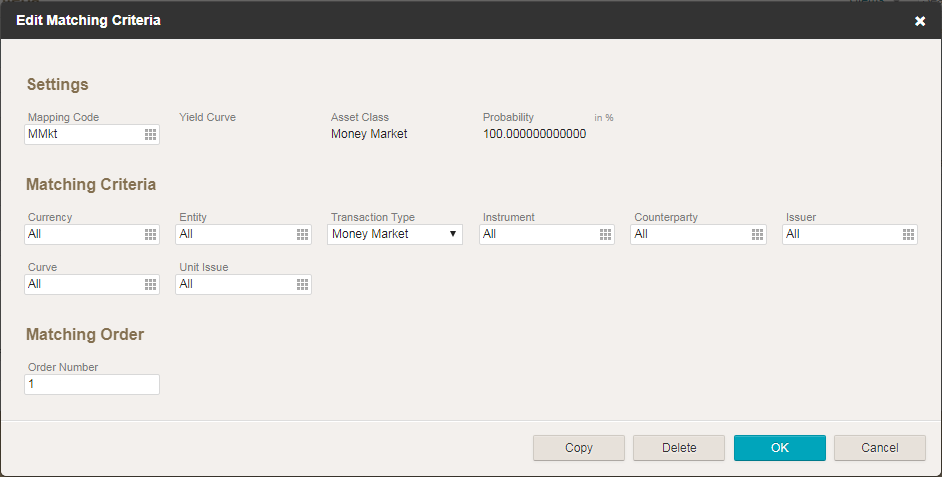 Edit Matching Criteria
Settings
Mapping Code Yield Curve Asset Class Probability in %
MMkt Money Market 100.000000000000
Matching Criteria
Currency Entity Transaction Type Instrument Counterparty Issuer
All All Money Market All All All
Curve Unit Issue
All All
Matching Order
Order Number
1
Copy Delete OK Cancel